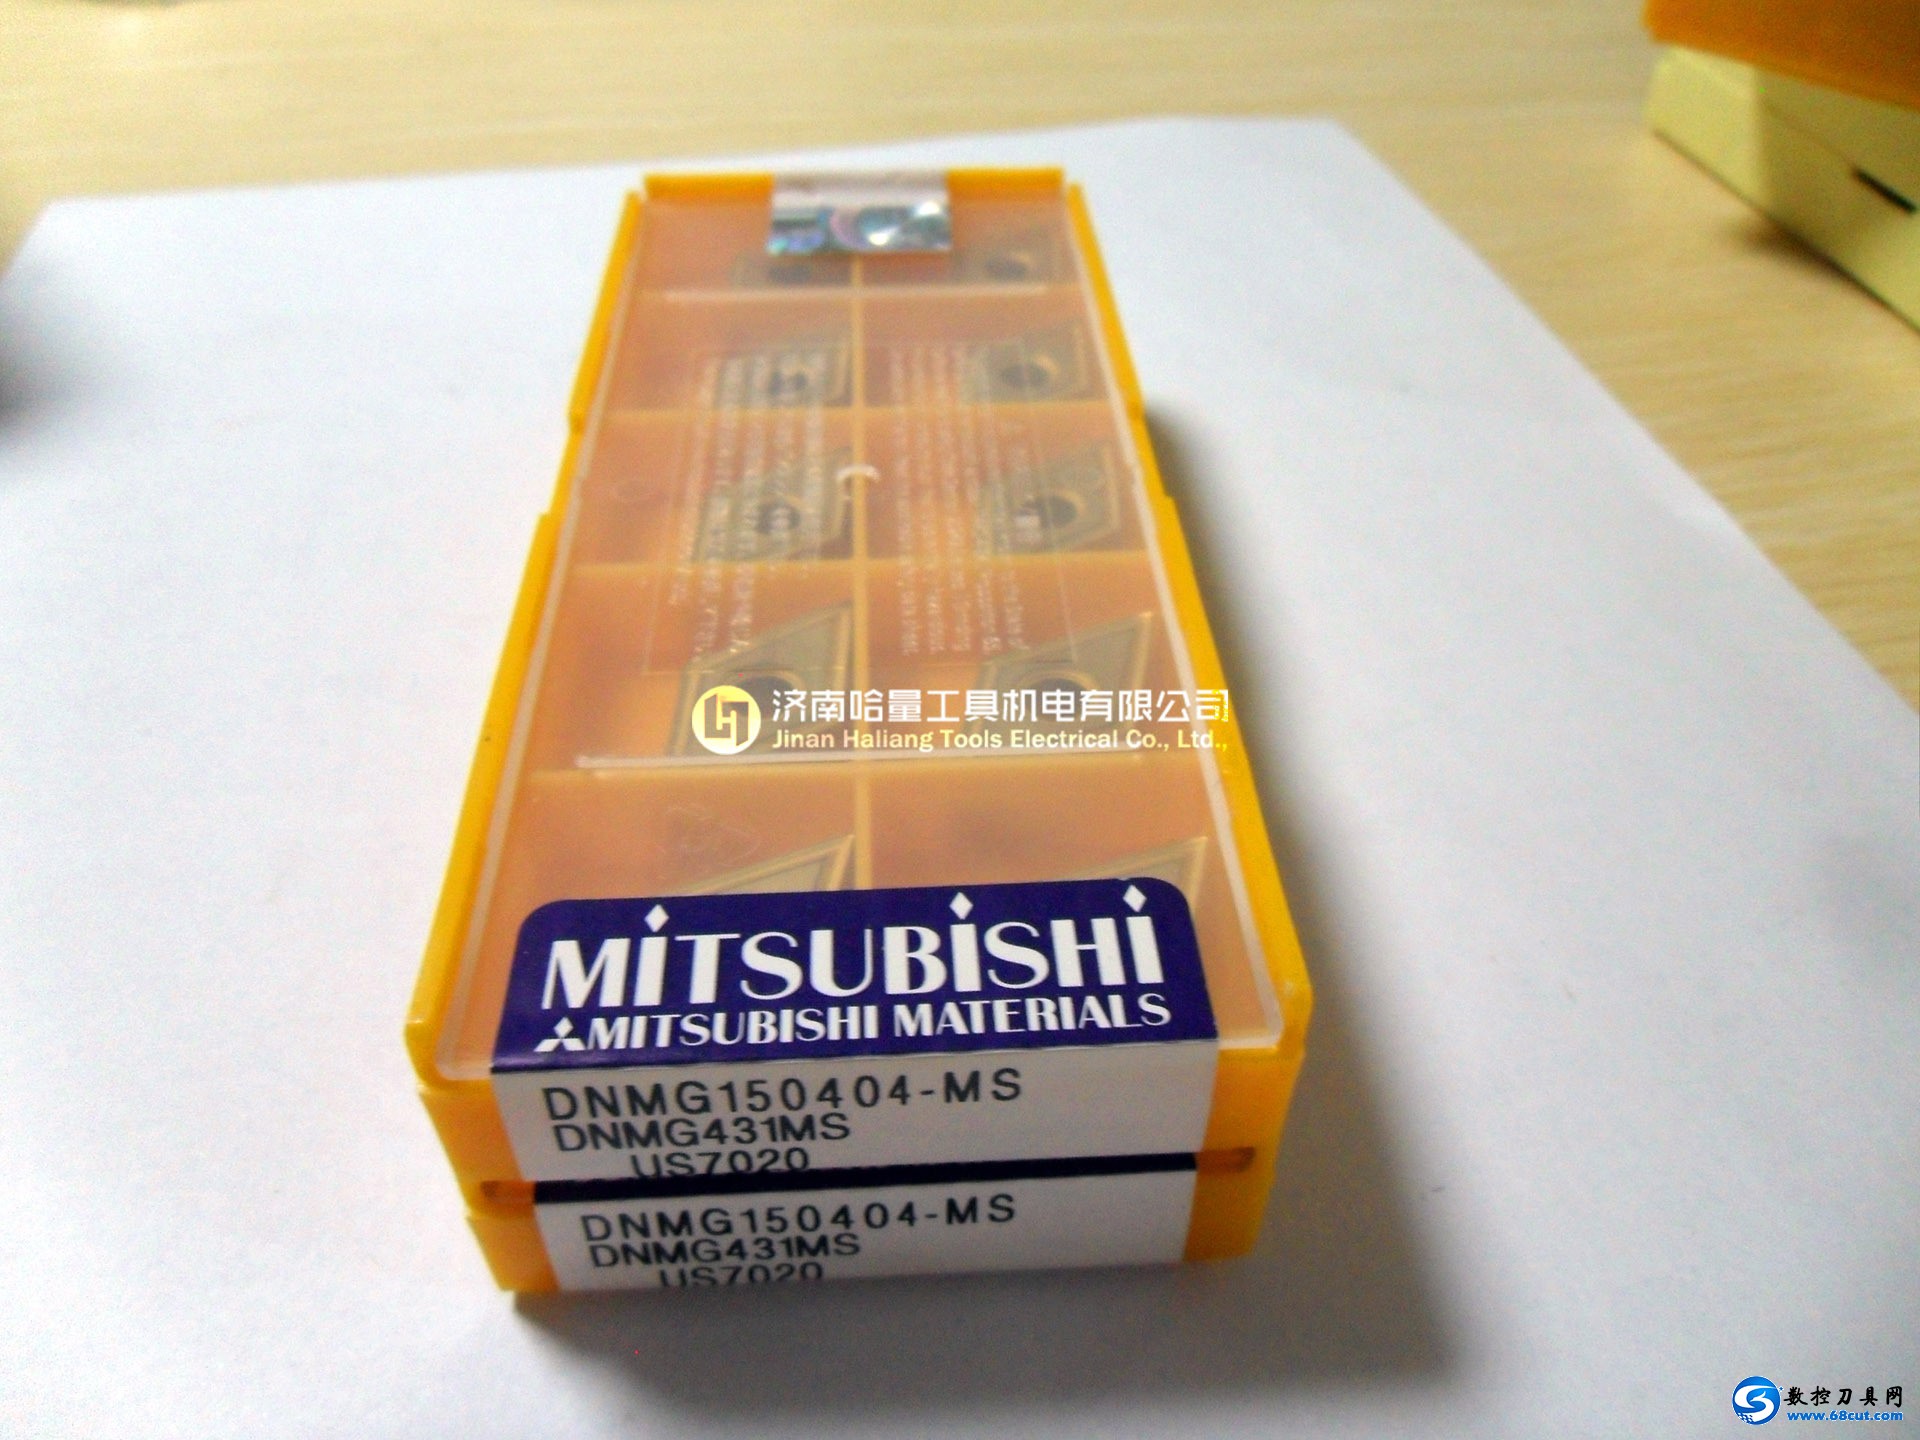 济南哈量工具机电有限公司
Jinan Haliang Tools Electrical Co., Ltd.,
MITSUBISHI
MITSUBISHI MATERIALS
DNMG150404-MS
DNMG431MS
US7020
DNMG150404-MS
DNMG431MS
US7020
数控刀具网
www.68cut.com